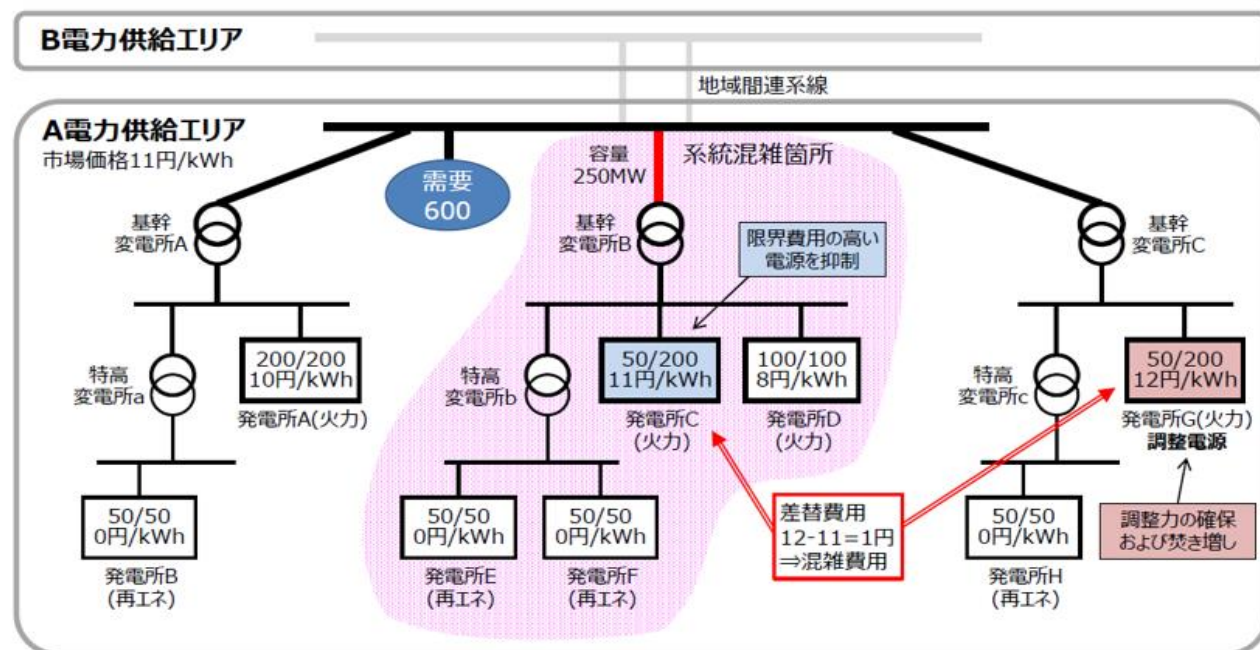 B電力供給エリア
地域間連系線
A電力供給エリア
市場価格11円/kWh
需要
600
容量
250MW
系統混雑箇所
基幹
変電所A
基幹
変電所B
限界費用の高い
電源を抑制
基幹
変電所C
特高
変電所a
200/200
10円/kWh
発電所A(火力)
特高
変電所b
50/200
11円/kWh
発電所C
(火力)
100/100
8円/kWh
発電所D
(火力)
特高
変電所c
50/200
12円/kWh
発電所G(火力)
調整電源
50/50
0円/kWh
発電所B
(再エネ)
50/50
0円/kWh
発電所E
(再エネ)
50/50
0円/kWh
発電所F
(再エネ)
差替費用
12-11=1円
⇒混雑費用
50/50
0円/kWh
発電所H
(再エネ)
調整力の確保
および焚き増し